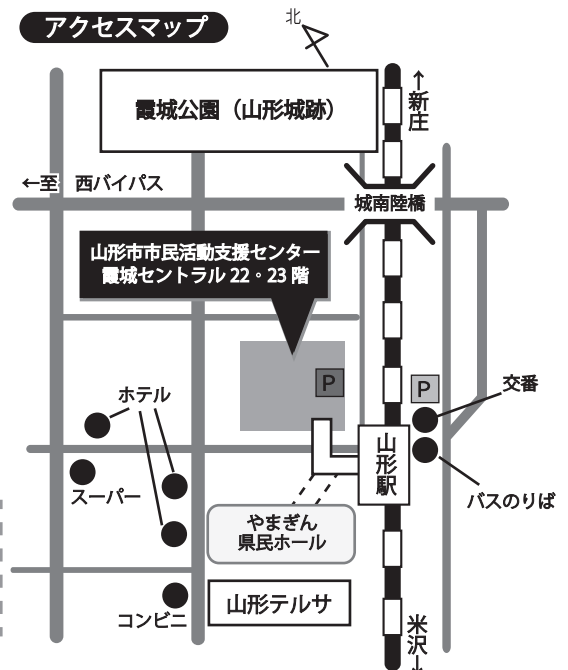 アクセスマップ
北
霞城公園（山形城跡）
↑新庄
←至　西バイパス
城南陸橋
山形市市民活動支援センター
霞城セントラル 22・23 階
P
P
交番
ホテル
山形駅
スーパー
バスのりば
やまぎん
県民ホール
山形テルサ
コンビニ
米沢↓